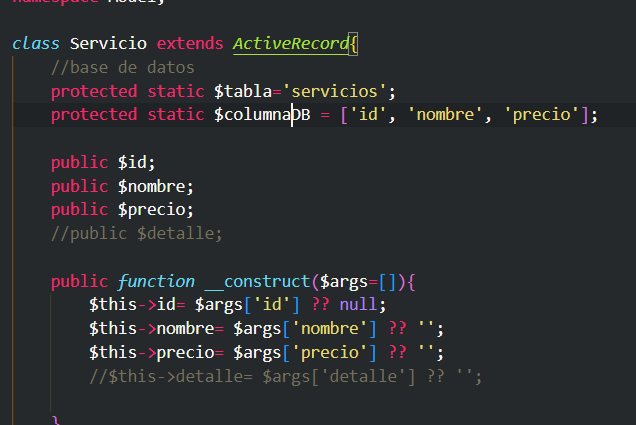 namespace Model;
class Servicio extends ActiveRecord{
//base de datos
protected static $tabla='servicios';
protected static $columnaDB = ['id', 'nombre', 'precio'];
public $id;
public $nombre;
public $precio;
//public $detalle;
public function __construct($args=[]){
$this->id= $args['id'] ?? null;
$this->nombre= $args['nombre'] ?? '';
$this->precio= $args['precio'] ?? '';
//$this->detalle= $args['detalle'] ?? '';
}